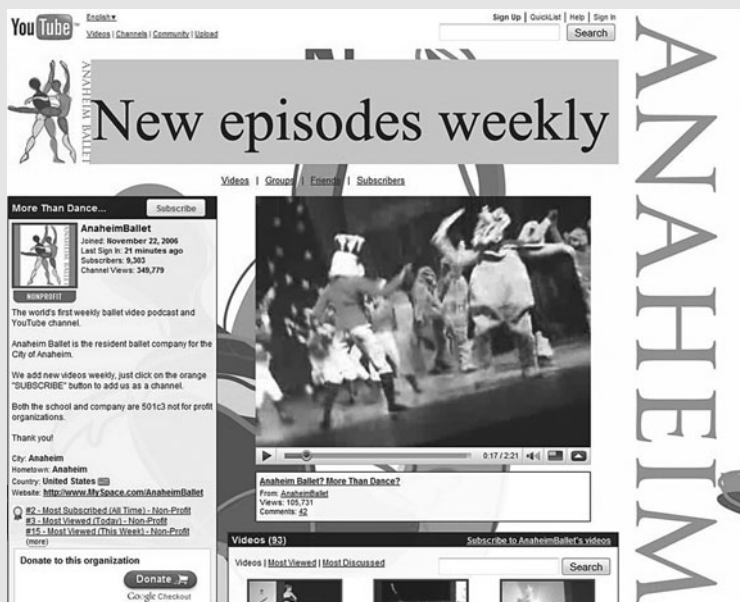 You Tube
English
Videos | Channels | Community | Upload
Sign Up | QuickList | Help | Sign In
Search
ANAHEIM BALLET
New episodes weekly
Videos | Groups | Friends | Subscribers
More Than Dance...
Subscribe
ANAHEIM BALLET
AnaheimBallet
Joined: November 22, 2006
Last Sign In: 21 minutes ago
Subscribers: 9,303
Channel Views: 349,779
NONPROFIT
The world's first weekly ballet video podcast and
YouTube channel.
Anaheim Ballet is the resident ballet company for the
City of Anaheim.
We add new videos weekly, just click on the orange
"SUBSCRIBE" button to add us as a channel.
Both the school and company are 501c3 not for profit
organizations.
Thank you!
City: Anaheim
Hometown: Anaheim
Country: United States
Website: http://www.MySpace.com/AnaheimBallet
#2 - Most Subscribed (All Time) - Non-Profit
#3 - Most Viewed (Today) - Non-Profit
#15 - Most Viewed (This Week) - Non-Profit
(more)
Donate to this organization
Donate
Google Checkout
0:17 / 2:21
Anaheim Ballet? More Than Dance?
From: AnaheimBallet
Views: 105,731
Comments: 42
Videos (93)
Subscribe to AnaheimBallet's videos
Videos | Most Viewed | Most Discussed
Search
ANAHEIM